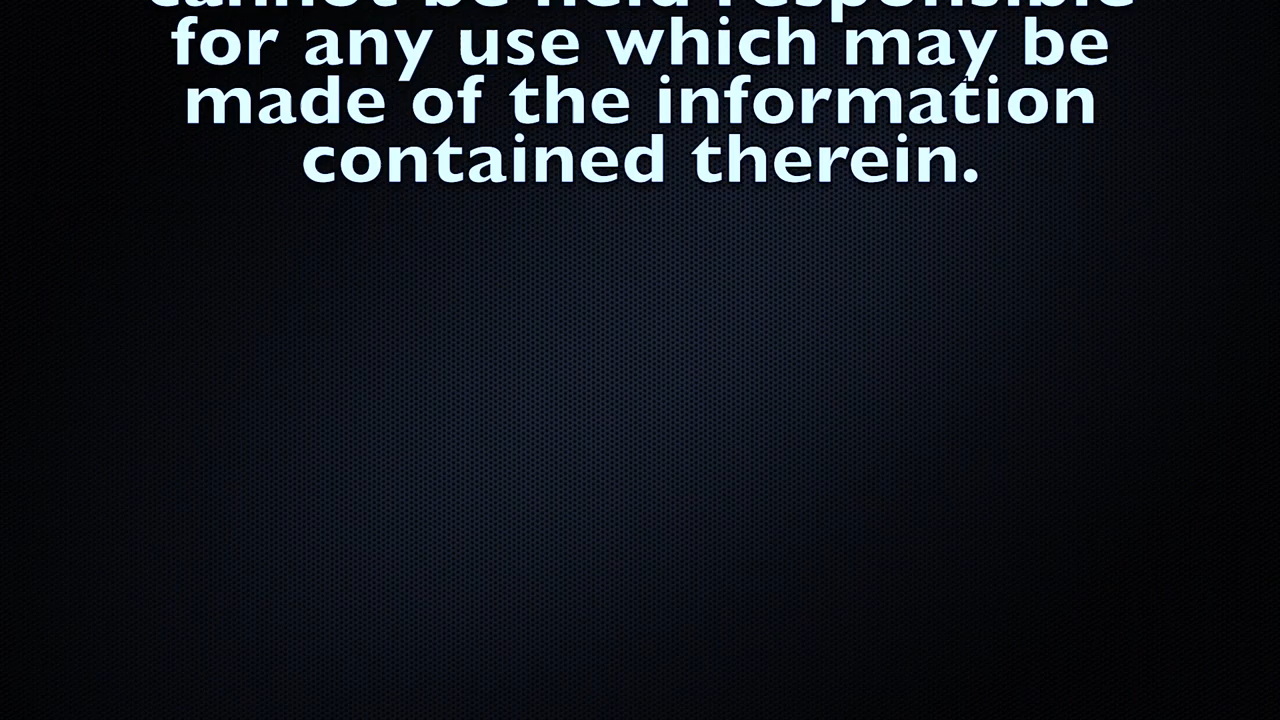 cannot be held responsible
for any use which may be
made of the information
contained therein.